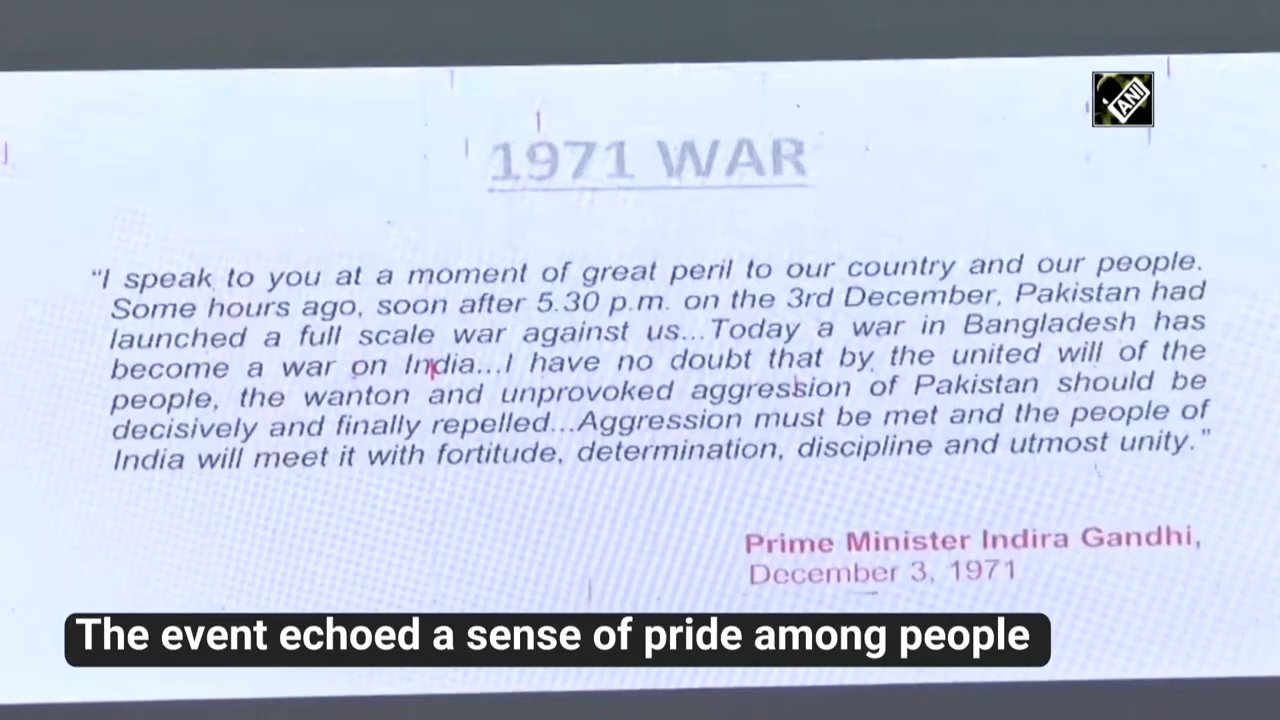 ANI
1971 WAR
“I speak to you at a moment of great peril to our country and our people.
Some hours ago, soon after 5.30 p.m. on the 3rd December, Pakistan had
launched a full scale war against us...Today a war in Bangladesh has
become a war on India...I have no doubt that by the united will of the
people, the wanton and unprovoked aggression of Pakistan should be
decisively and finally repelled...Aggression must be met and the people of
India will meet it with fortitude, determination, discipline and utmost unity.”
Prime Minister Indira Gandhi,
December 3, 1971
The event echoed a sense of pride among people